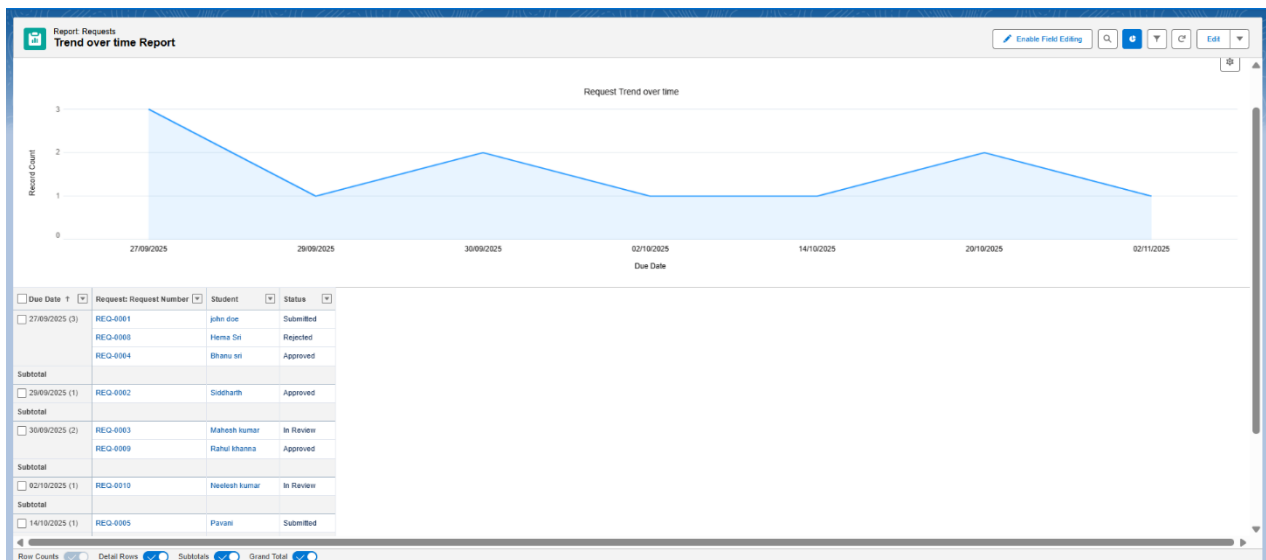 Report: Requests
Trend over time Report
Enable Field Editing
Edit
Request Trend over time
3
2
1
0
Record Count
27/09/2025 29/09/2025 30/09/2025 02/10/2025 14/10/2025 20/10/2025 02/11/2025
Due Date
Due Date ↑ Request: Request Number Student Status
27/09/2025 (3) REQ-0001 john doe Submitted
REQ-0008 Hema Sri Rejected
REQ-0004 Bhanu sri Approved
Subtotal
29/09/2025 (1) REQ-0002 Siddharth Approved
Subtotal
30/09/2025 (2) REQ-0003 Mahesh kumar In Review
REQ-0009 Rahul khanna Approved
Subtotal
02/10/2025 (1) REQ-0010 Neelesh kumar In Review
Subtotal
14/10/2025 (1) REQ-0005 Pavani Submitted
Row Counts Detail Rows Subtotals Grand Total